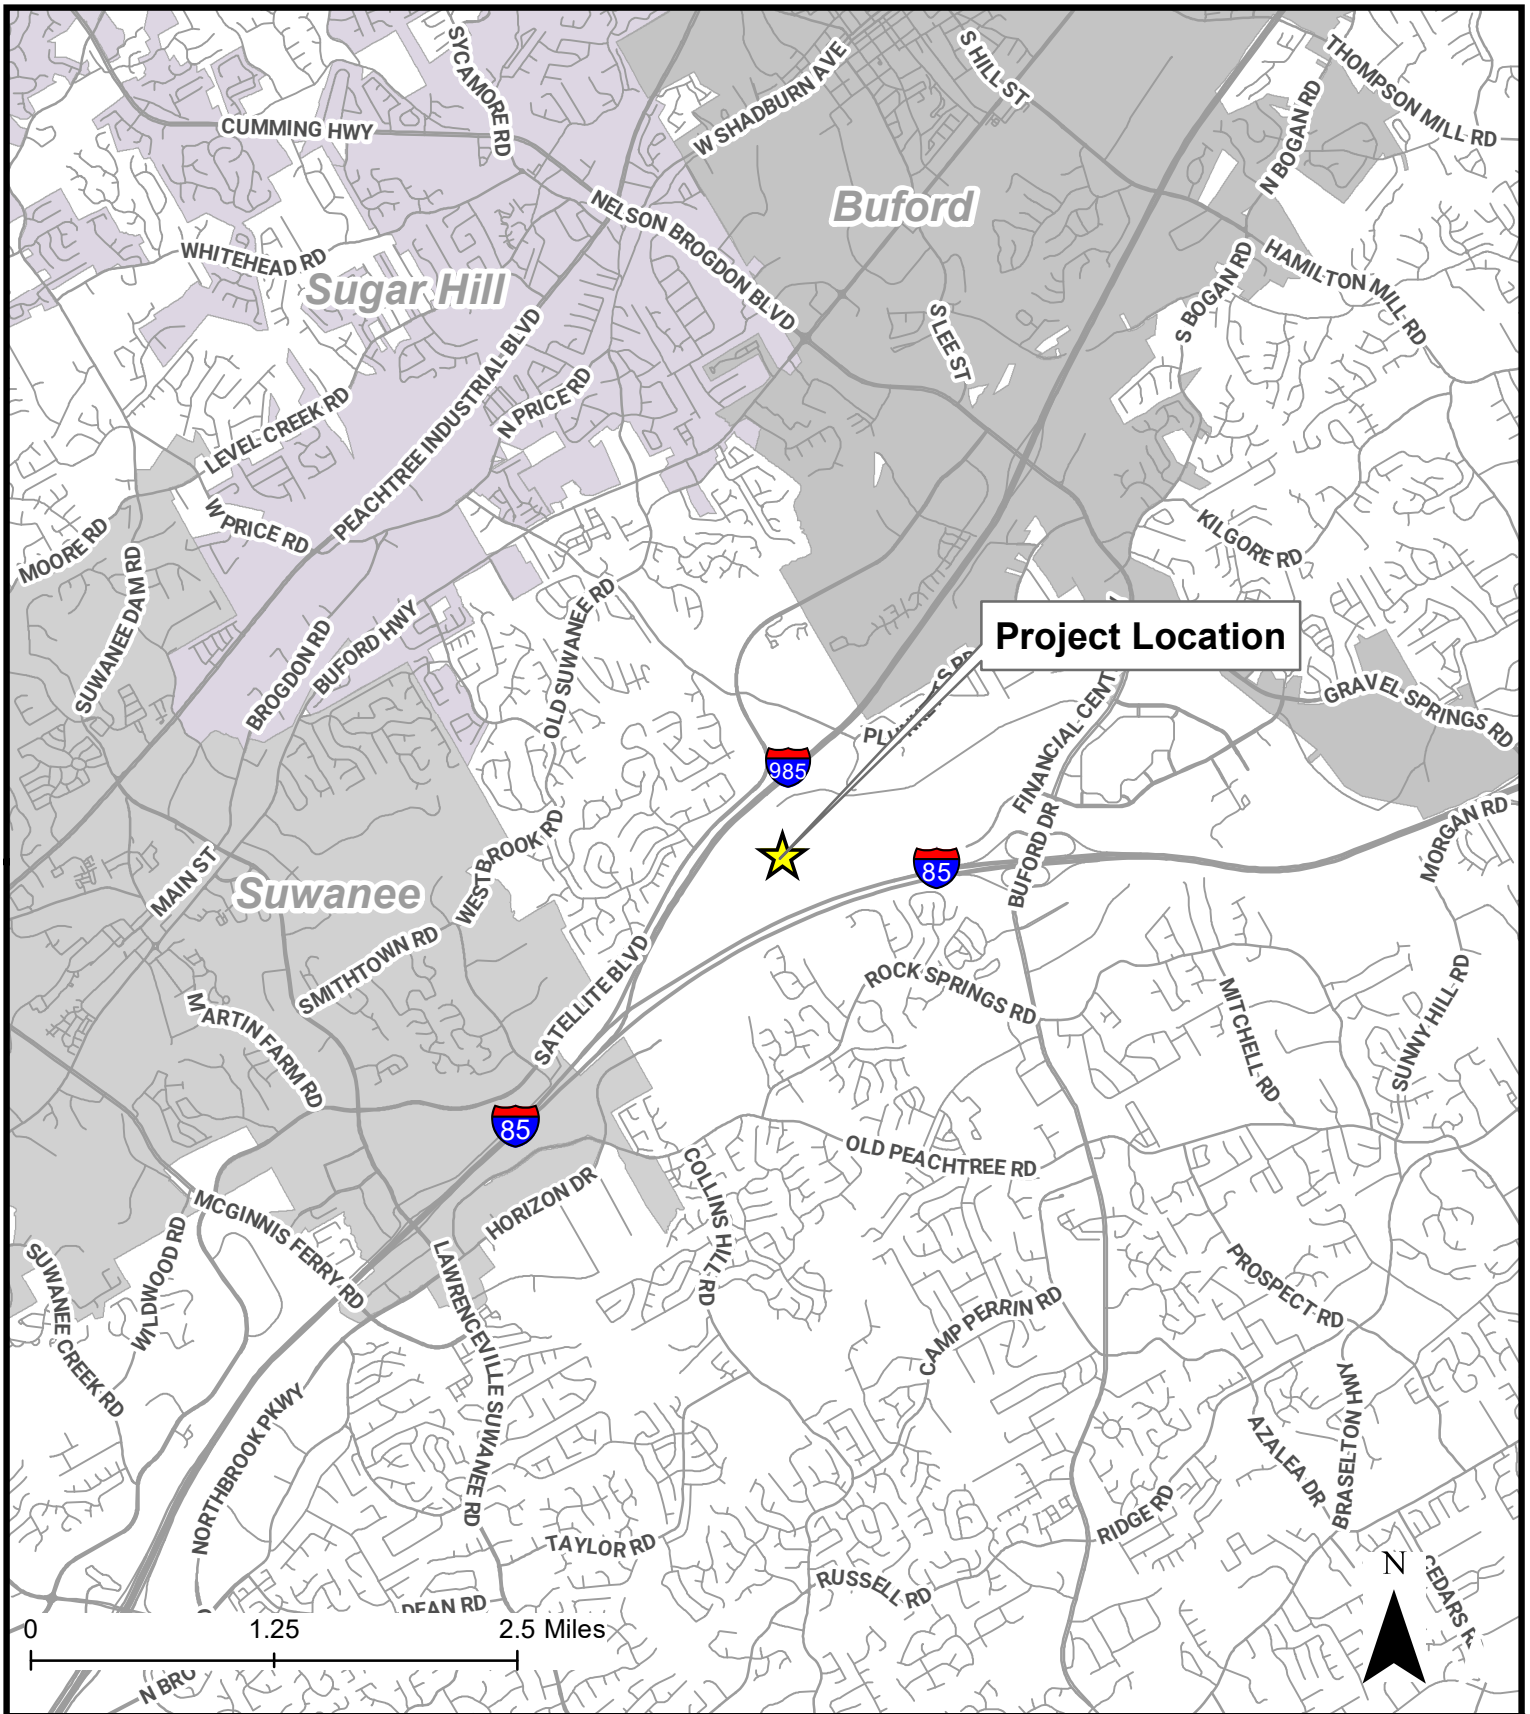 SYCAMORE RD
W SHADBURN AVE
S HILL ST
THOMPSON MILL RD
CUMMING HWY
N BOGAN RD
NELSON BROGDON BLVD
Buford
WHITEHEAD RD
Sugar Hill
S BOGAN RD
HAMILTON MILL RD
S LEE ST
PEACHTREE INDUSTRIAL BLVD
N PRICE RD
LEVEL CREEK RD
W PRICE RD
MOORE RD
KILGORE RD
SUWANEE DAM RD
OLD SUWANEE RD
BROGDON RD
BUFORD HWY
Project Location
GRAVEL SPRINGS RD
FINANCIAL CENT
985
MORGAN RD
WESTBROOK RD
BUFORD DR
85
MAIN ST
Suwanee
SMITHTOWN RD
SATELLITE BLVD
ROCK SPRINGS RD
MITCHELL RD
SUNNY HILL RD
MARTIN FARM RD
85
OLD PEACHTREE RD
COLLINS HILL RD
HORIZON DR
MCGINNIS FERRY RD
WILDWOOD RD
SUWANEE CREEK RD
LAWRENCEVILLE SUWANEE RD
PROSPECT RD
CAMP PERRIN RD
NORTHBROOK PKWY
AZALEA DR
BRASELTON HWY
RIDGE RD
TAYLOR RD
RUSSELL RD
N
CEDARS R
DEAN RD
0 1.25 2.5 Miles
N BRO